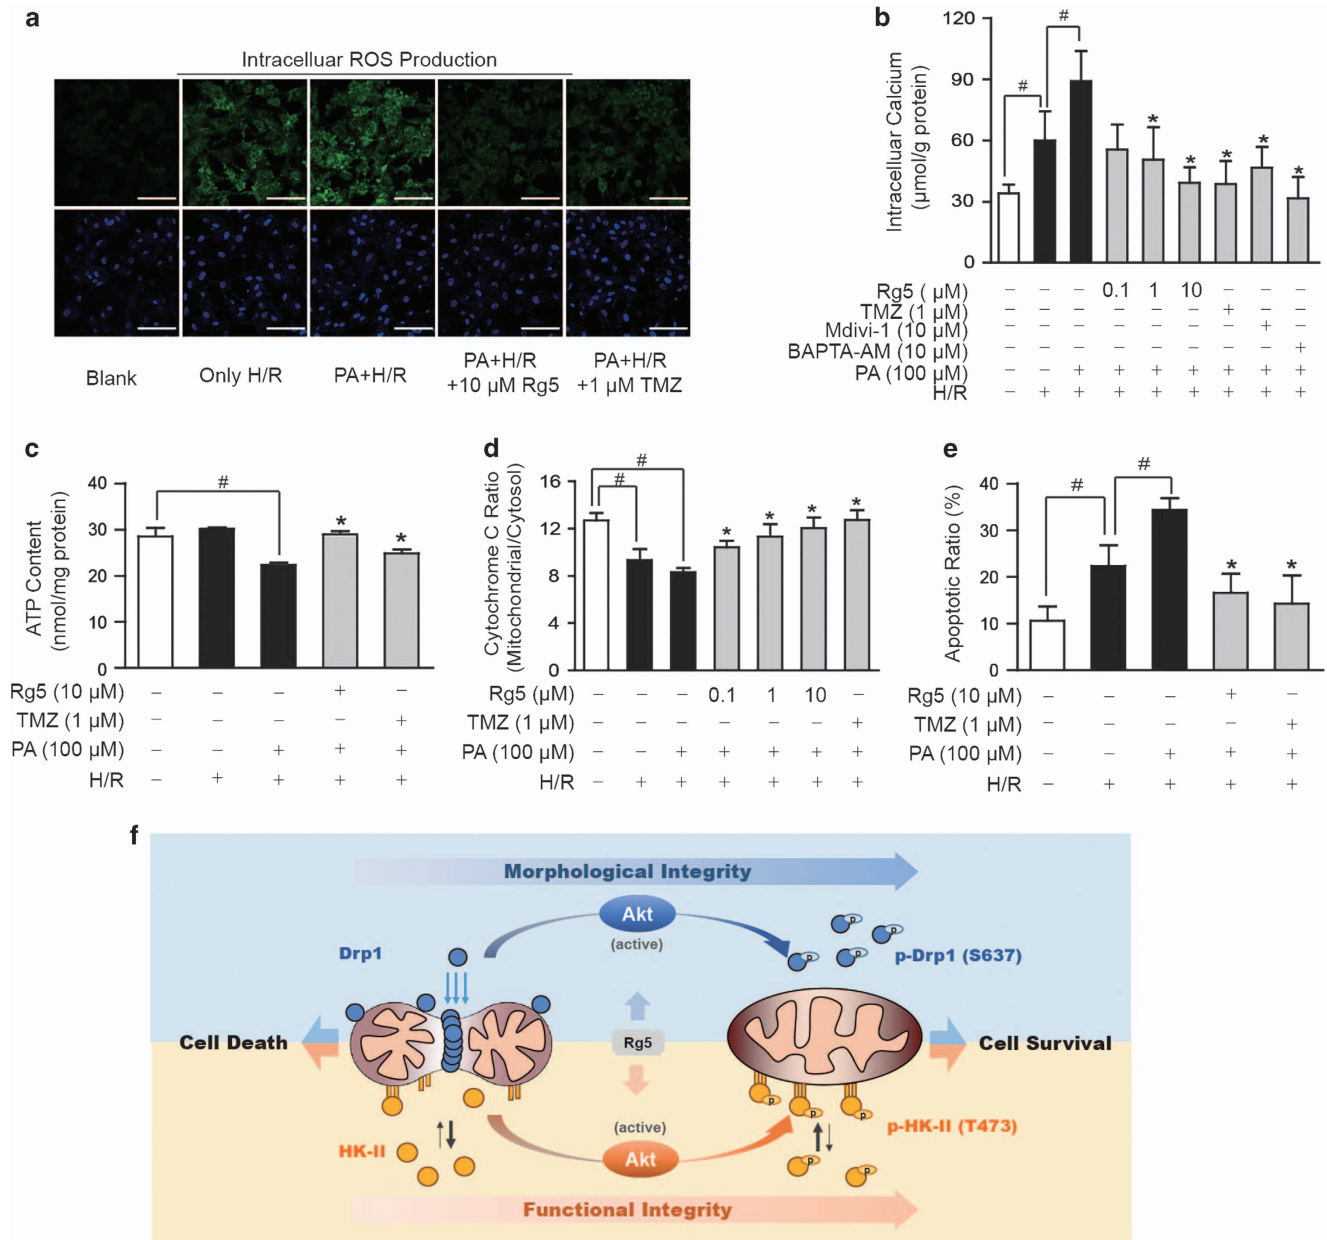 a
Intracelluar ROS Production
Blank
Only H/R
PA+H/R
PA+H/R
+10 µM Rg5
PA+H/R
+1 µM TMZ
b
Intracelluar Calcium
(µmol/g protein)
120
90
60
30
0
#
#
*
*
*
*
*
Rg5 ( µM) – – – 0.1 1 10 – – –
TMZ (1 µM) – – – – – – + – –
Mdivi-1 (10 µM) – – – – – – – + –
BAPTA-AM (10 µM) – – – – – – – – +
PA (100 µM) – – + + + + + + +
H/R – + + + + + + + +
c
ATP Content
(nmol/mg protein)
40
30
20
10
0
#
*
*
Rg5 (10 µM) – – – + –
TMZ (1 µM) – – – – +
PA (100 µM) – – + + +
H/R – + + + +
d
Cytochrome C Ratio
(Mitochondrial/Cytosol)
16
12
8
4
0
#
#
*
*
*
*
Rg5 (µM) – – – 0.1 1 10 –
TMZ (1 µM) – – – – – – +
PA (100 µM) – – + + + + +
H/R – + + + + + +
e
Apoptotic Ratio (%)
40
30
20
10
0
#
#
*
*
Rg5 (10 µM) – – – + –
TMZ (1 µM) – – – – +
PA (100 µM) – – + + +
H/R – + + + +
f
Morphological Integrity
Akt
(active)
Drp1
p
p
p
p
p-Drp1 (S637)
Cell Death
Rg5
Cell Survival
p
p
p
(active)
Akt
HK-II
p-HK-II (T473)
p
p
Functional Integrity